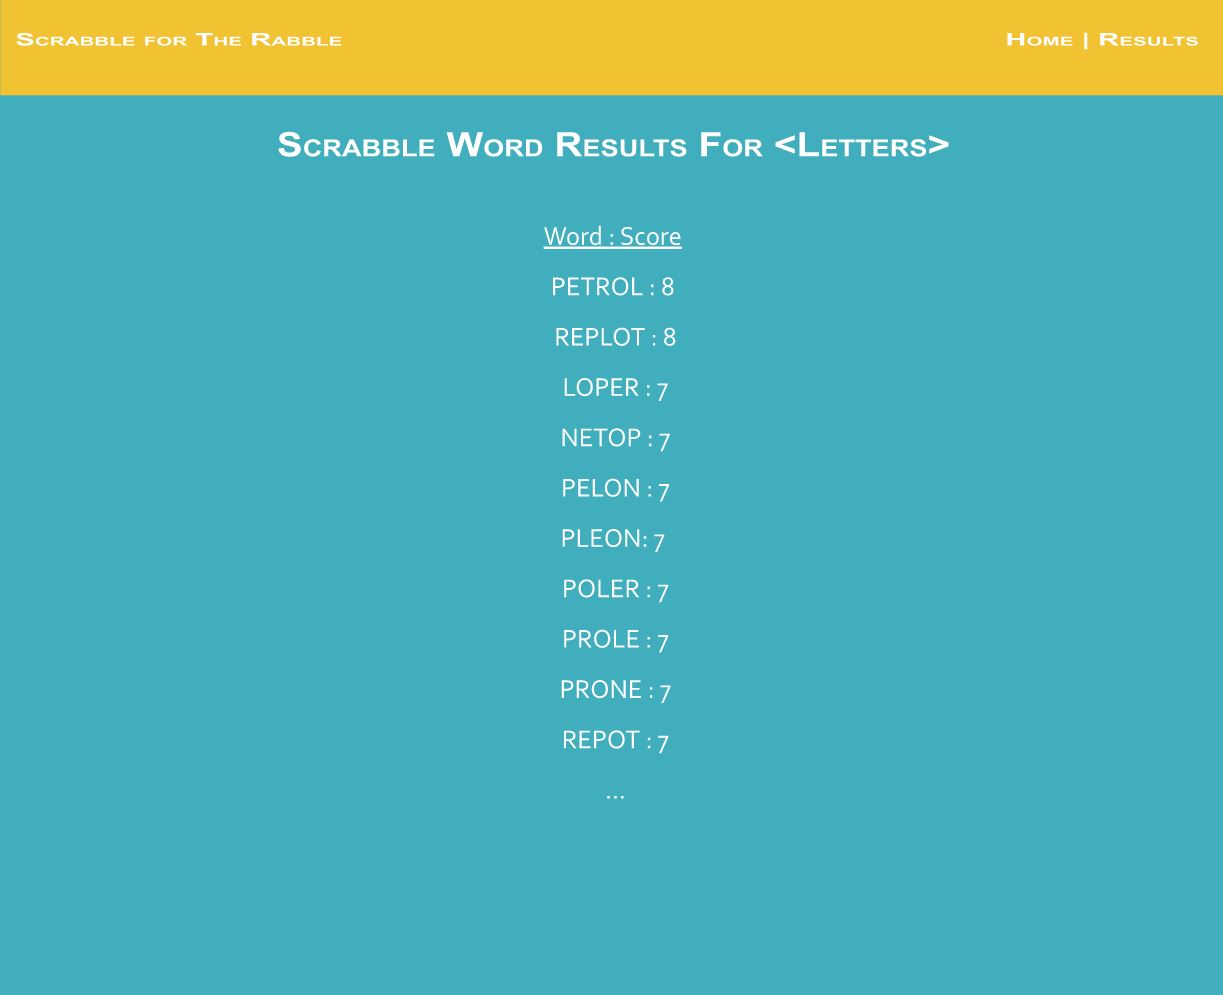 Scrabble for The Rabble
Home | Results
Scrabble Word Results For <Letters>
Word : Score
PETROL : 8
REPLOT : 8
LOPER : 7
NETOP : 7
PELON : 7
PLEON: 7
POLER : 7
PROLE : 7
PRONE : 7
REPOT : 7
...